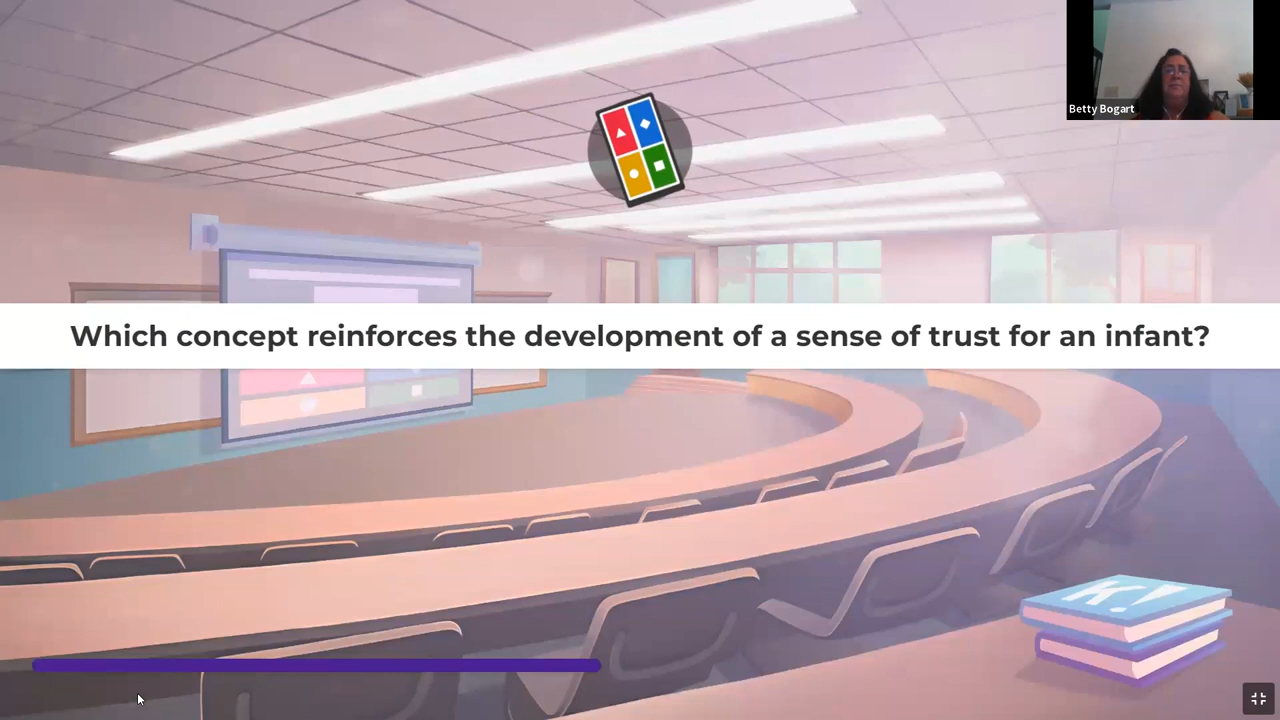 Betty Bogart
Which concept reinforces the development of a sense of trust for an infant?
K!